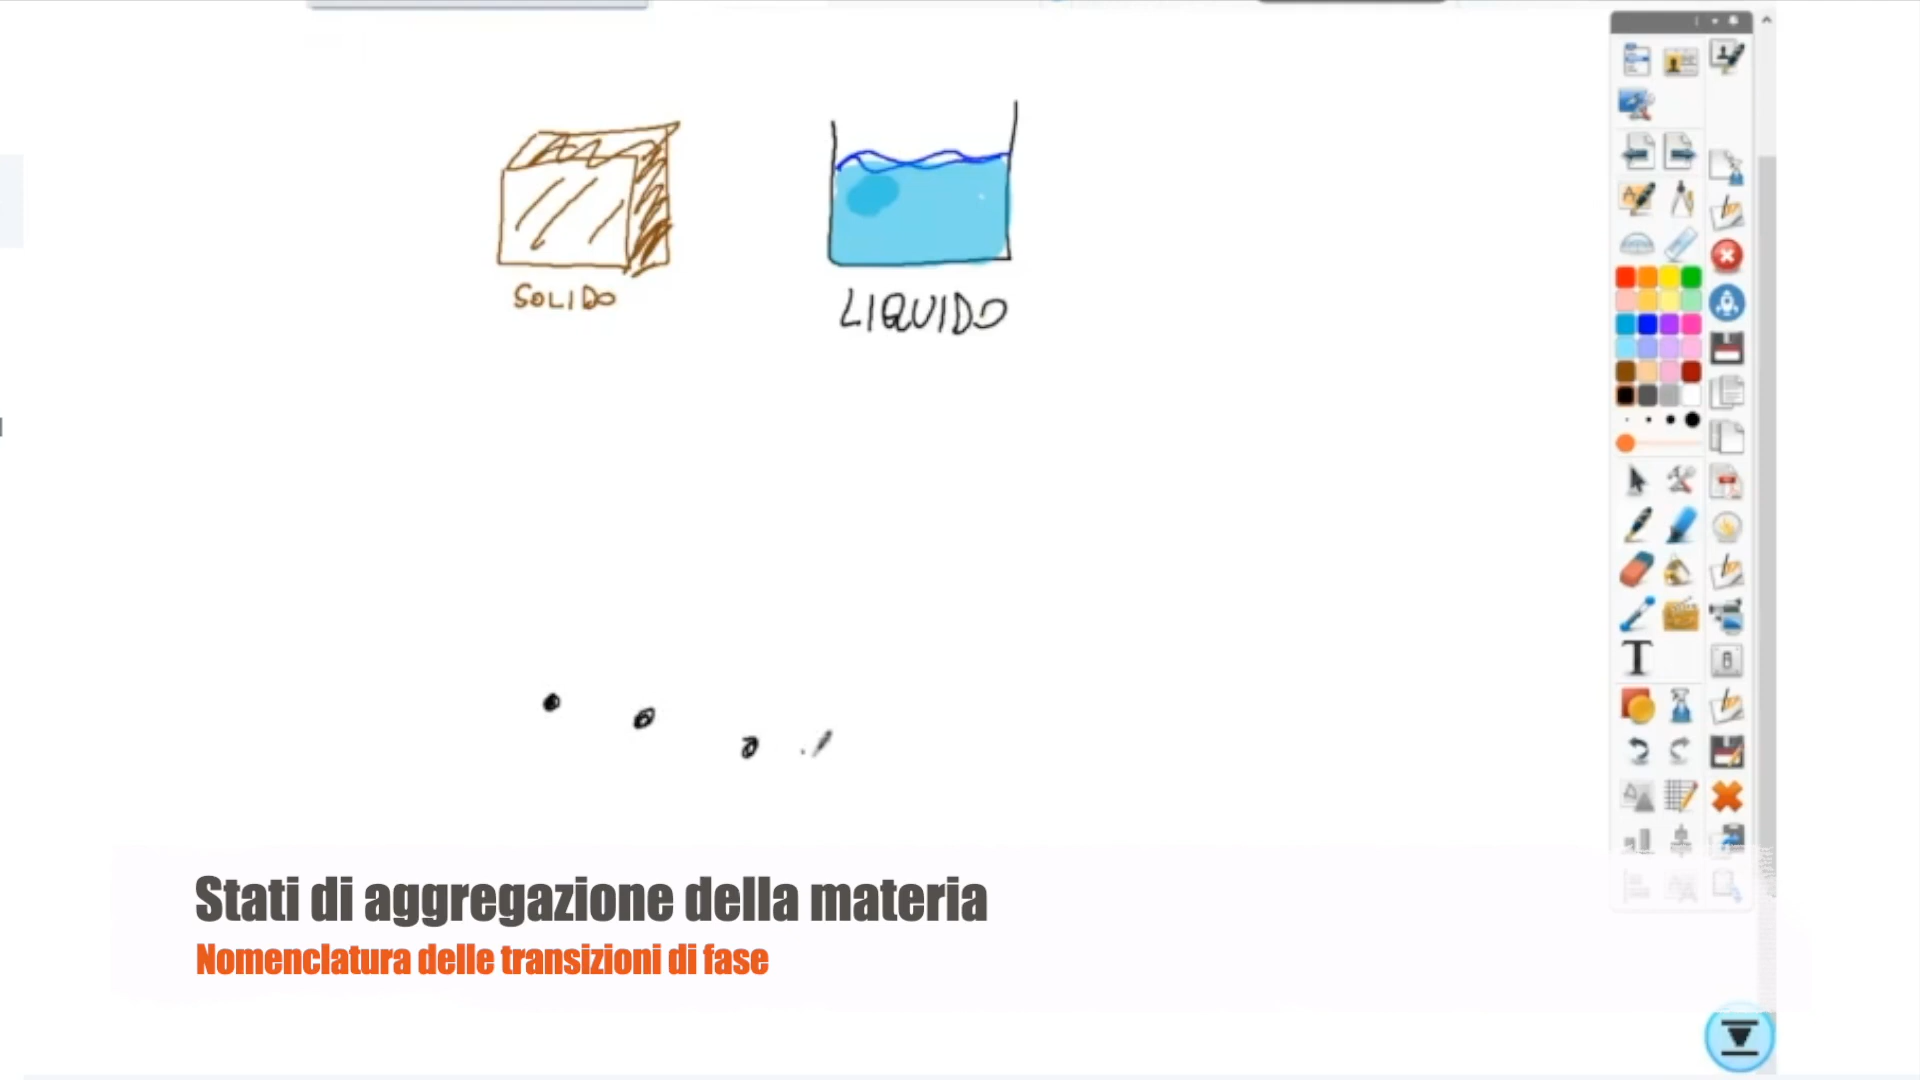 SOLIDO
LIQUIDO
Stati di aggregazione della materia
Nomenclatura delle transizioni di fase